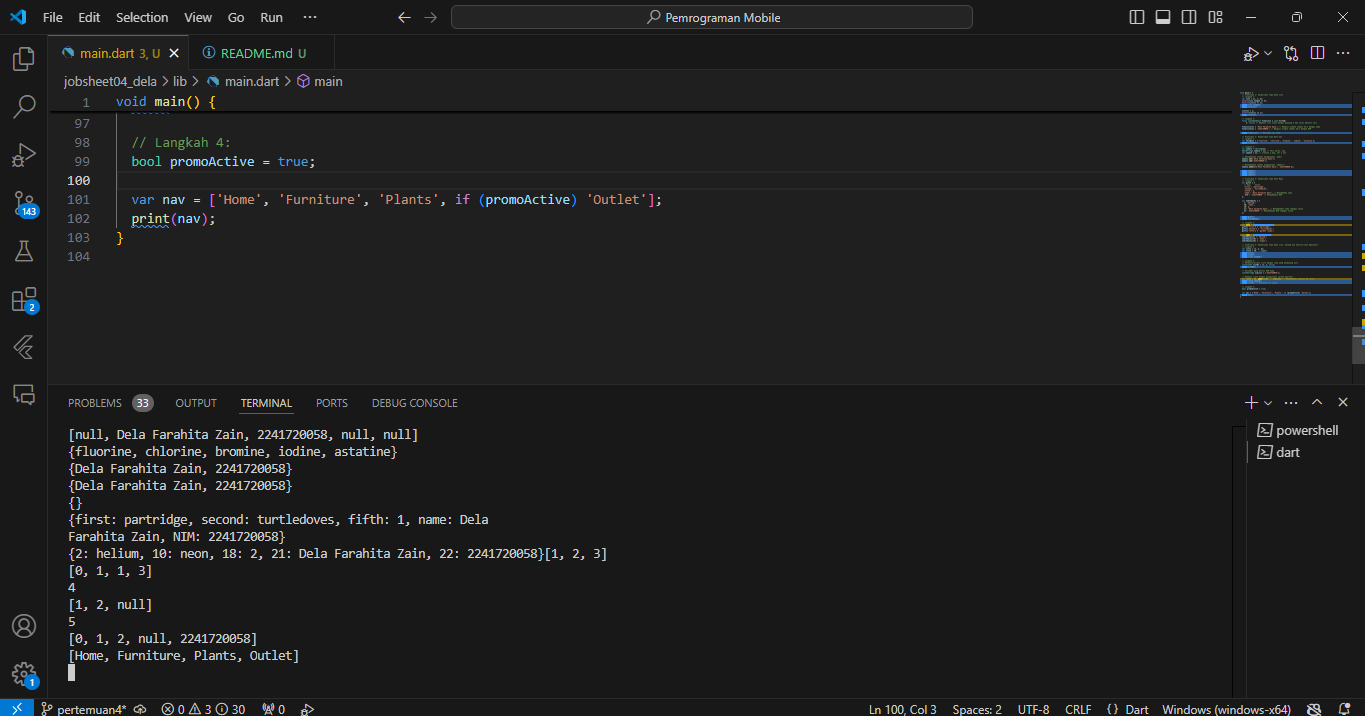 File Edit Selection View Go Run ··· Pemrograman Mobile
main.dart 3, U README.md U
jobsheet04_dela > lib > main.dart > main
1 void main() {
97
98 // Langkah 4:
99 bool promoActive = true;
100
101 var nav = ['Home', 'Furniture', 'Plants', if (promoActive) 'Outlet'];
102 print(nav);
103 }
104
143
2
PROBLEMS 33 OUTPUT TERMINAL PORTS DEBUG CONSOLE
[null, Dela Farahita Zain, 2241720058, null, null]
{fluorine, chlorine, bromine, iodine, astatine}
{Dela Farahita Zain, 2241720058}
{Dela Farahita Zain, 2241720058}
{}
{first: partridge, second: turtledoves, fifth: 1, name: Dela
Farahita Zain, NIM: 2241720058}
{2: helium, 10: neon, 18: 2, 21: Dela Farahita Zain, 22: 2241720058}[1, 2, 3]
[0, 1, 1, 3]
4
[1, 2, null]
5
[0, 1, 2, null, 2241720058]
[Home, Furniture, Plants, Outlet]
powershell
dart
1
pertemuan4* 0 3 30 0 Ln 100, Col 3 Spaces: 2 UTF-8 CRLF {} Dart Windows (windows-x64)